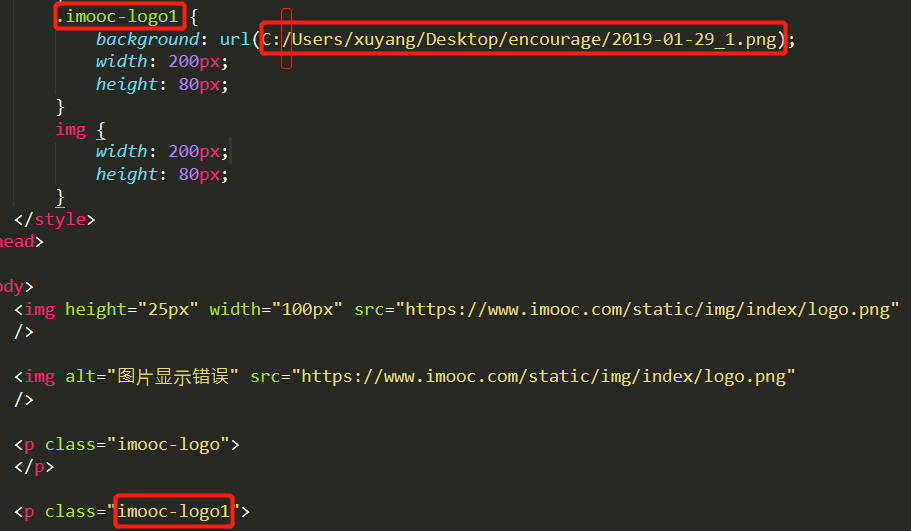 .imooc-logo1 {
background: url(C:/Users/xuyang/Desktop/encourage/2019-01-29_1.png);
width: 200px;
height: 80px;
}
img {
width: 200px;
height: 80px;
}
</style>
head>
ody>
<img height="25px" width="100px" src="https://www.imooc.com/static/img/index/logo.png"
/>
<img alt="图片显示错误" src="https://www.imooc.com/static/img/index/logo.png"
/>
<p class="imooc-logo">
</p>
<p class="imooc-logo1">